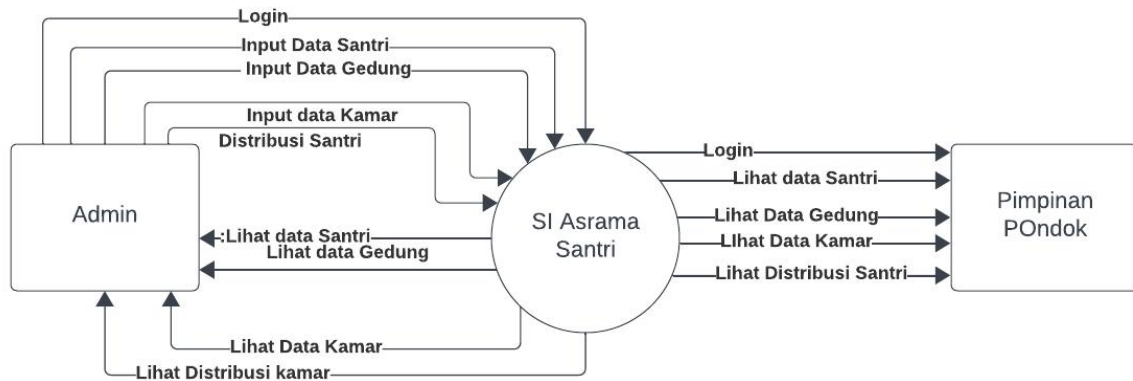 Login
Input Data Santri
Input Data Gedung
Input data Kamar
Distribusi Santri
Admin
:Lihat data Santri
Lihat data Gedung
Lihat Data Kamar
Lihat Distribusi kamar
SI Asrama
Santri
Login
Lihat data Santri
Lihat Data Gedung
LIhat Data Kamar
Lihat Distribusi Santri
Pimpinan
POndok